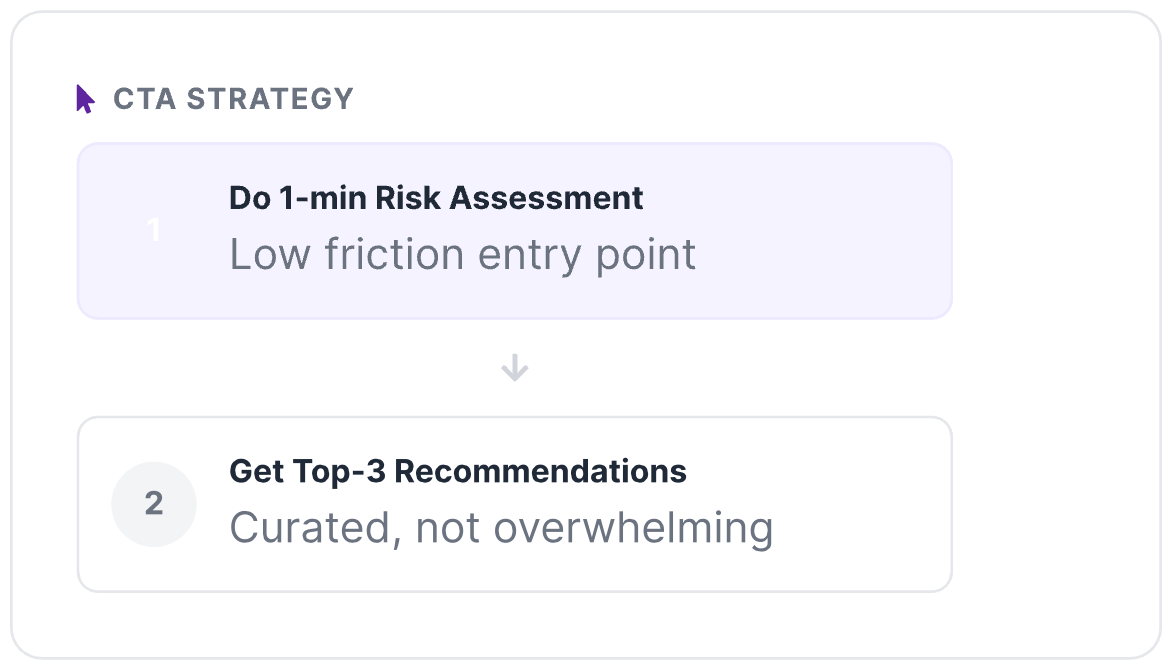 CTA STRATEGY
1
Do 1-min Risk Assessment
Low friction entry point
2
Get Top-3 Recommendations
Curated, not overwhelming